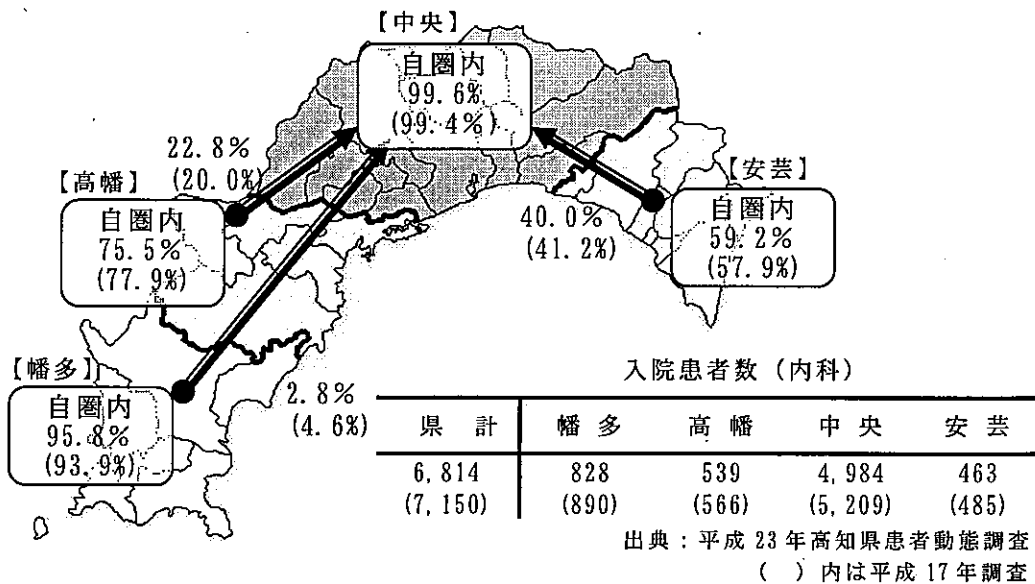 【中央】
自圏内
99.6%
(99.4%)
22.8%
(20.0%)
【高幡】
自圏内
75.5%
(77.9%)
【安芸】
自圏内
59.2%
(57.9%)
40.0%
(41.2%)
【幡多】
自圏内
95.8%
(93.9%)
2.8%
(4.6%)
入院患者数（内科）
県計 幡多 高幡 中央 安芸
6,814 828 539 4,984 463
(7,150) (890) (566) (5,209) (485)
出典：平成23年高知県患者動態調査
（ ）内は平成17年調査